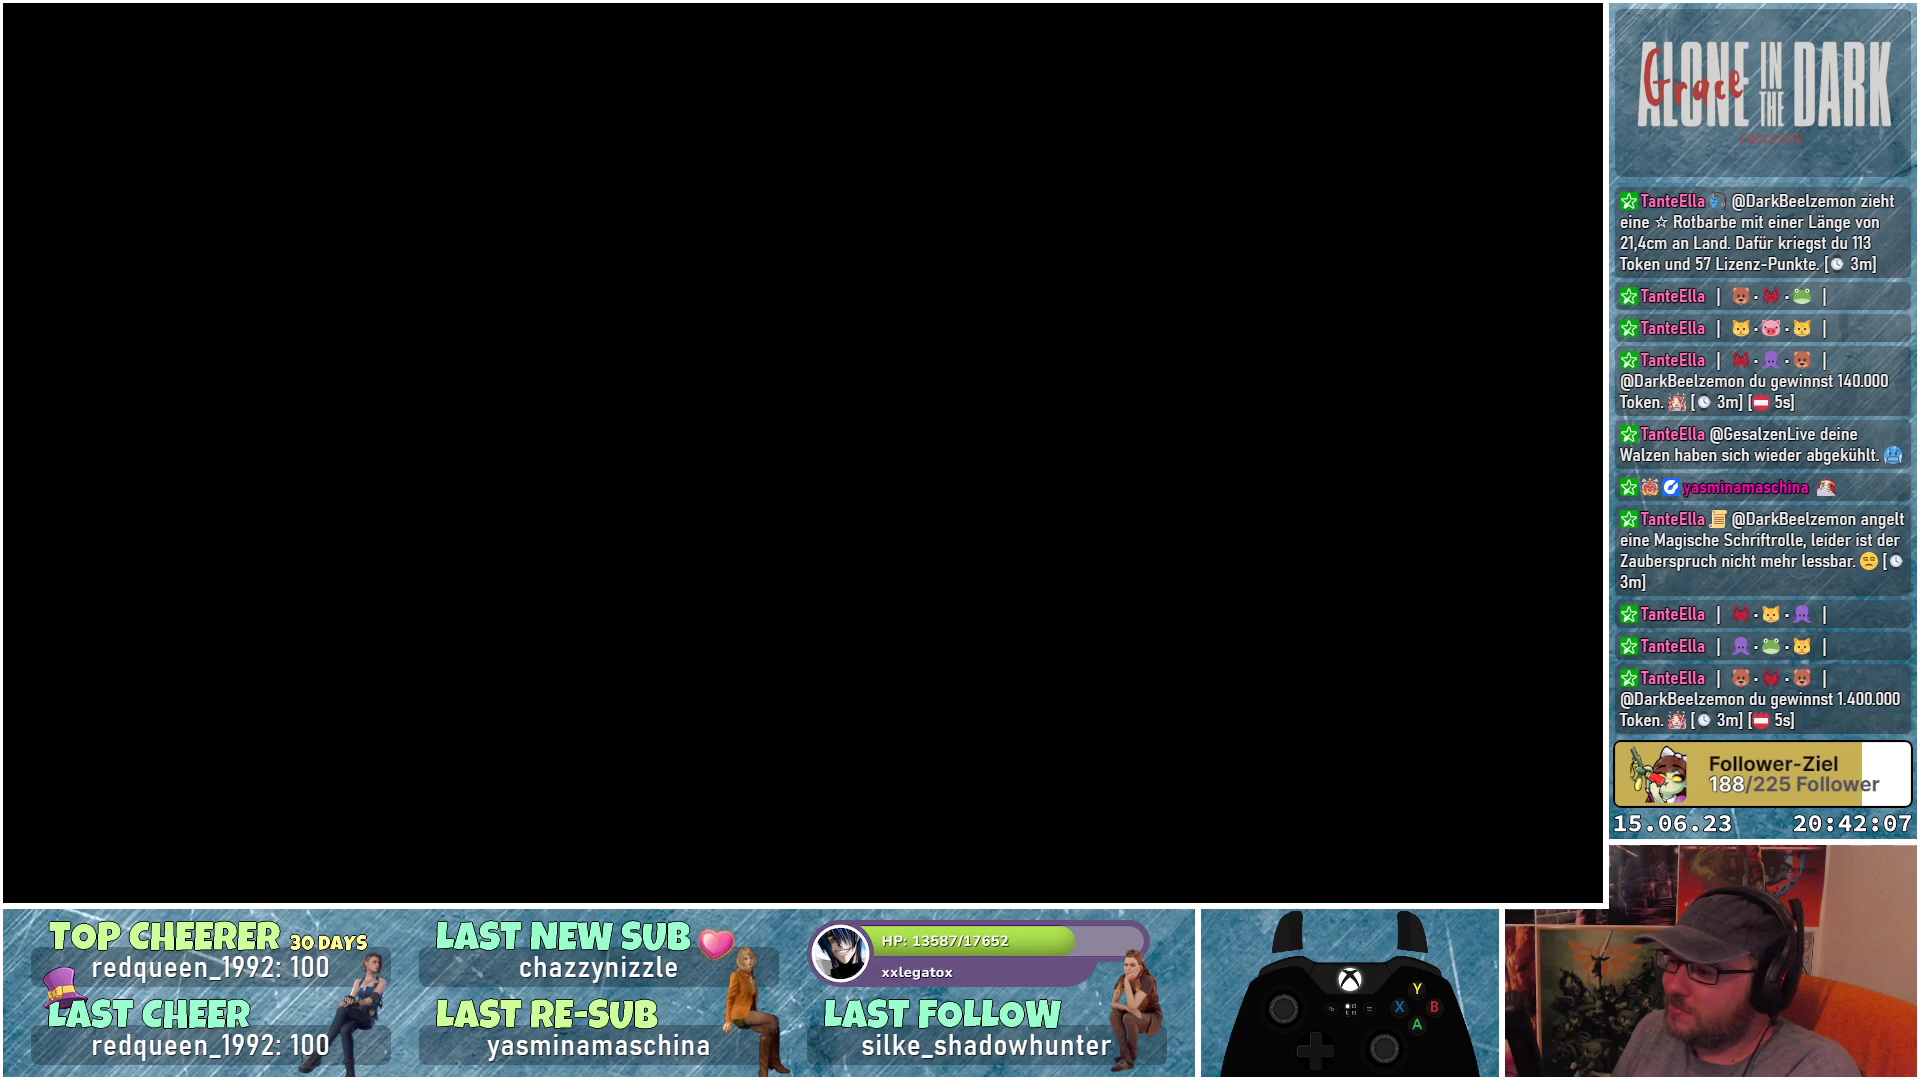 ALONE IN THE DARK
Grace
TanteElla @DarkBeelzemon zieht
eine ☆ Rotbarbe mit einer Länge von
21,4cm an Land. Dafür kriegst du 113
Token und 57 Lizenz-Punkte. [ 3m]
TanteElla | • • |
TanteElla | • • |
TanteElla | • • |
@DarkBeelzemon du gewinnst 140.000
Token. [ 3m] [ 5s]
TanteElla @GesalzenLive deine
Walzen haben sich wieder abgekühlt.
yasminamaschina
TanteElla @DarkBeelzemon angelt
eine Magische Schriftrolle, leider ist der
Zauberspruch nicht mehr lessbar. [
3m]
TanteElla | • • |
TanteElla | • • |
TanteElla | • • |
@DarkBeelzemon du gewinnst 1.400.000
Token. [ 3m] [ 5s]
Follower-Ziel
188/225 Follower
15.06.23 20:42:07
TOP CHEERER 30 DAYS
redqueen_1992: 100
LAST CHEER
redqueen_1992: 100
LAST NEW SUB
chazzynizzle
LAST RE-SUB
yasminamaschina
HP: 13587/17652
xxlegatox
LAST FOLLOW
silke_shadowhunter
Y
X B
A